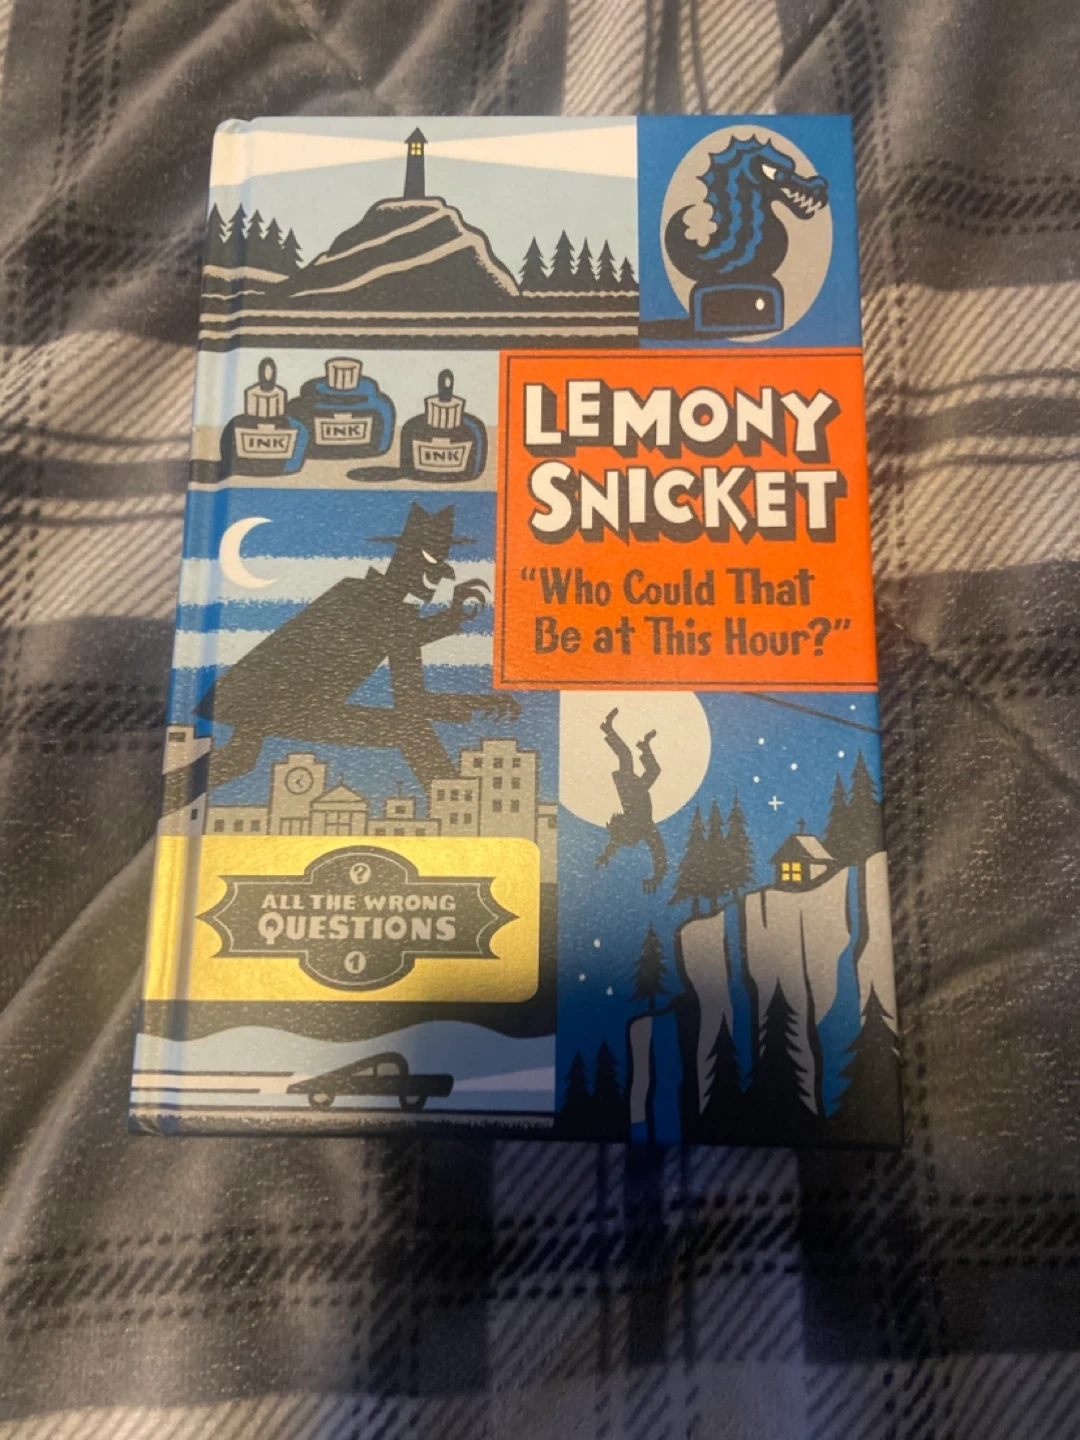 INK
INK
INK
LEMONY
SNICKET
“Who Could That
Be at This Hour?”
?
ALL THE WRONG
QUESTIONS
1